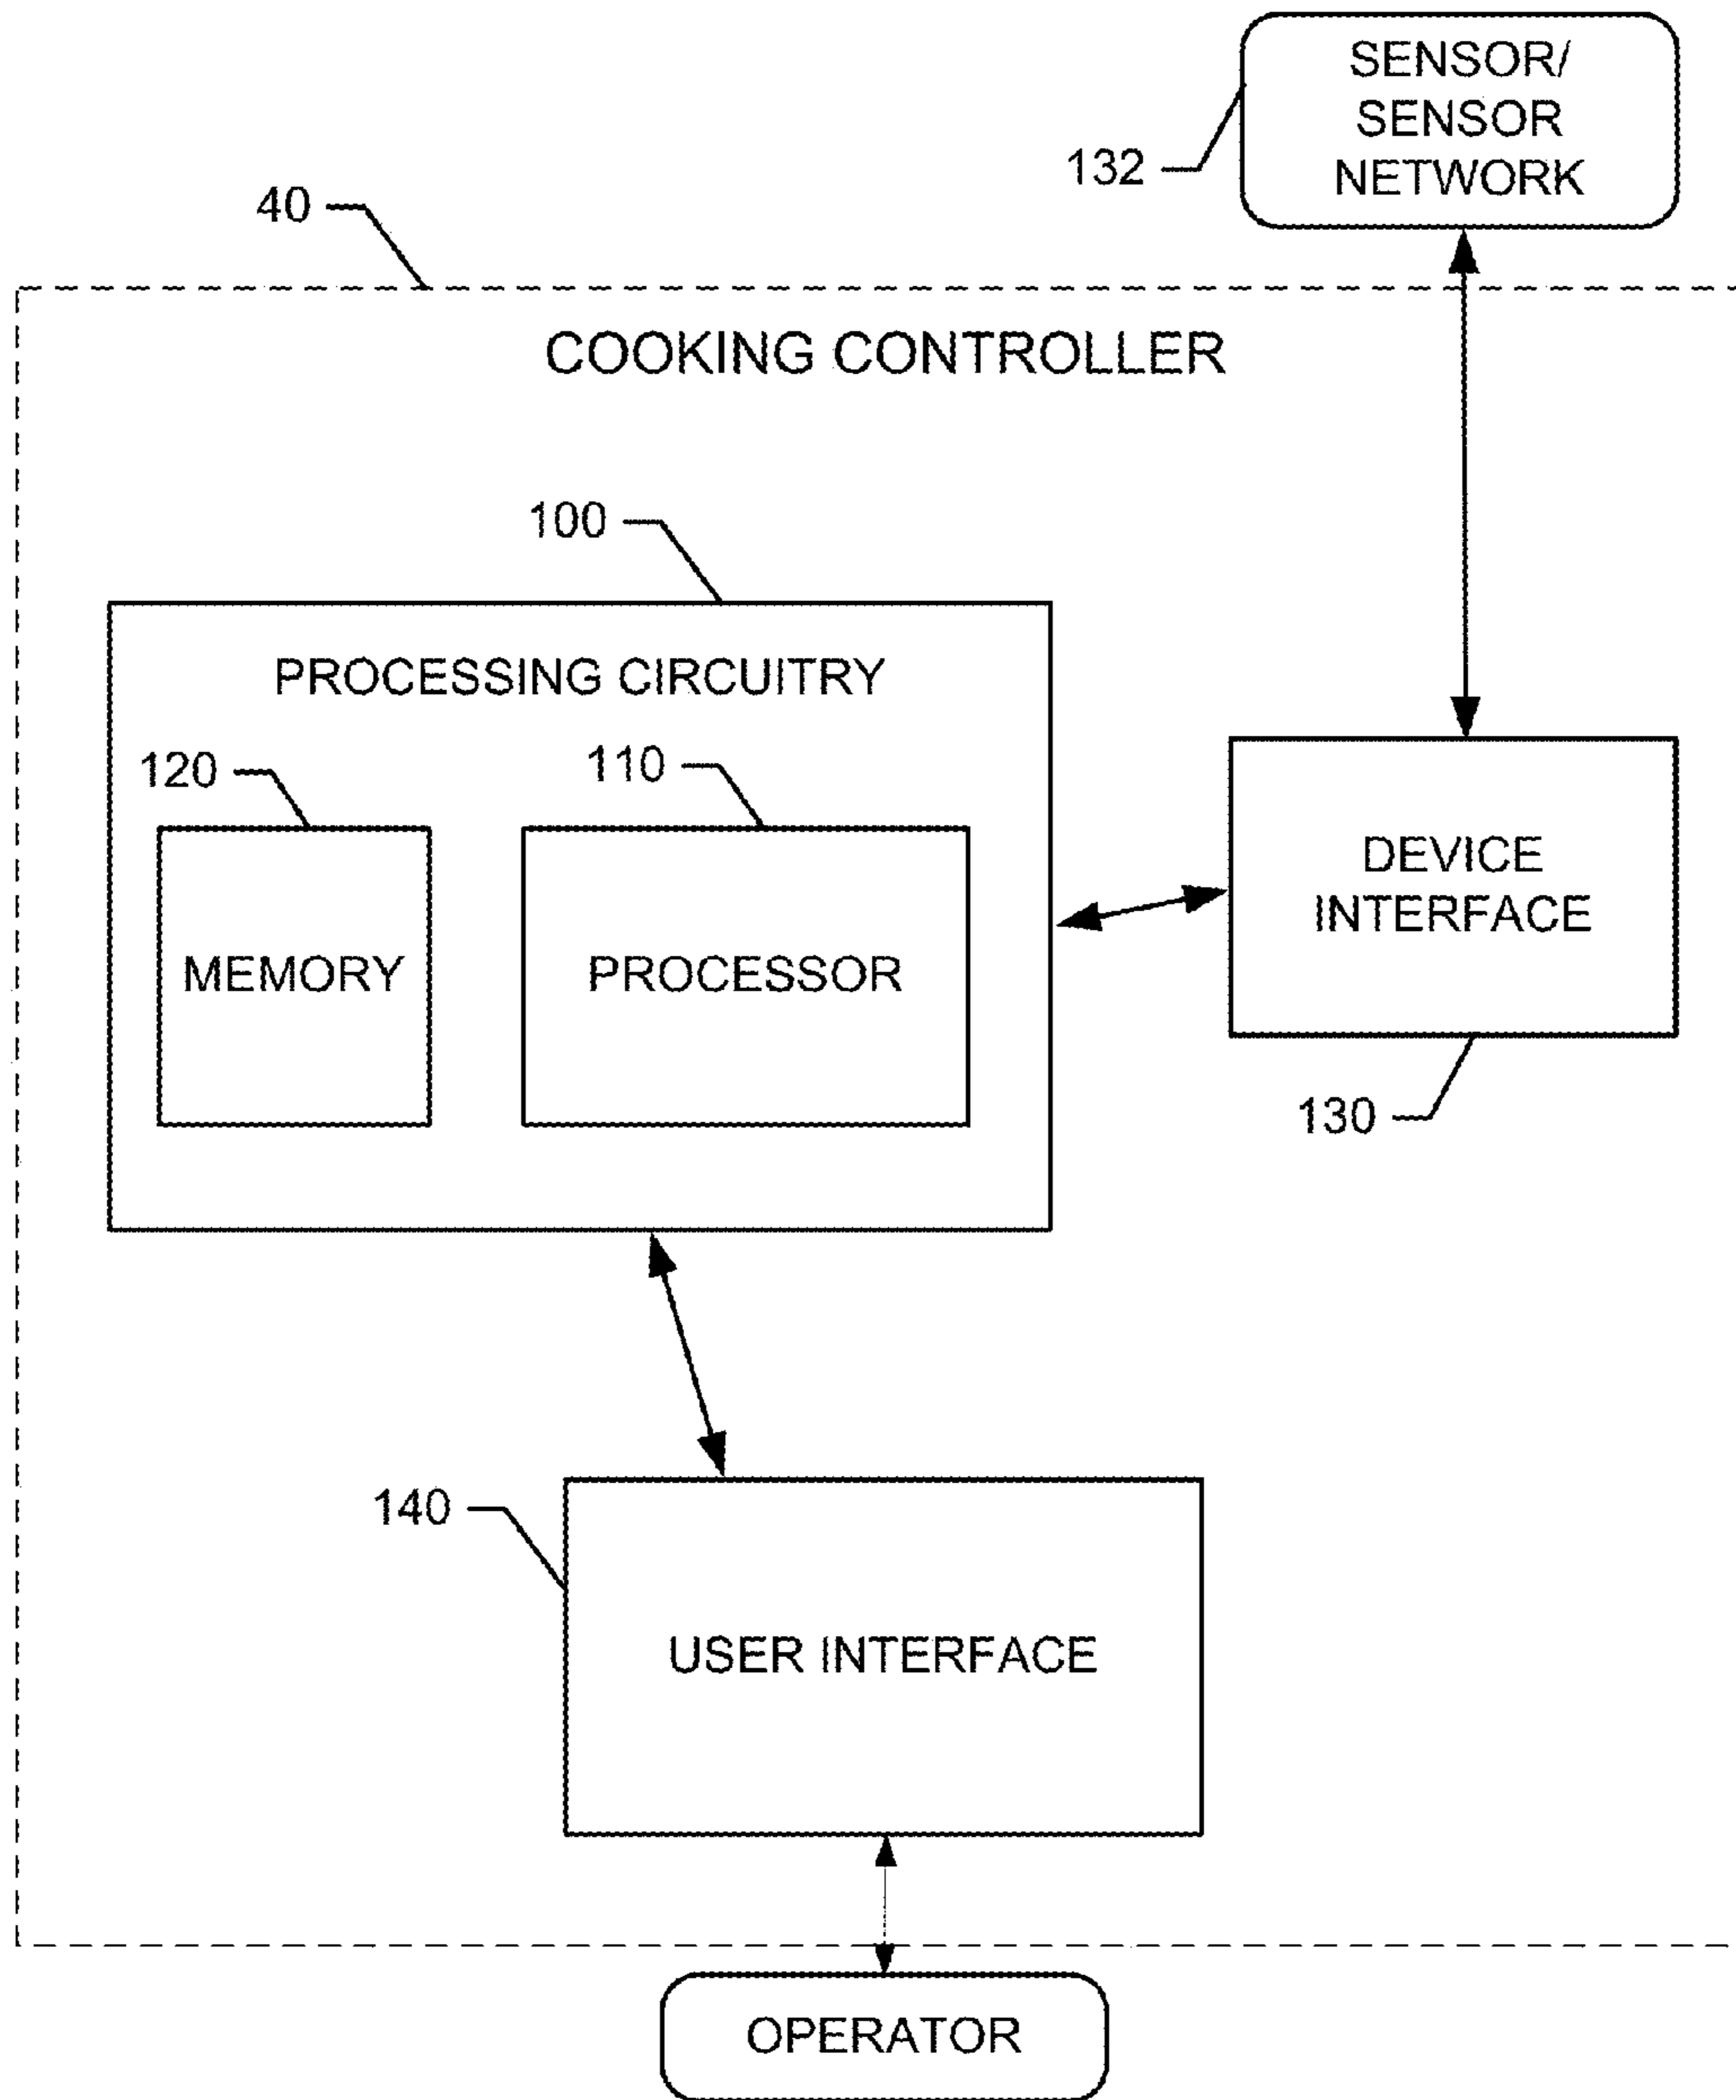 SENSOR/
SENSOR
NETWORK
132
40
COOKING CONTROLLER
100
PROCESSING CIRCUITRY
120
110
MEMORY
PROCESSOR
DEVICE
INTERFACE
130
140
USER INTERFACE
OPERATOR